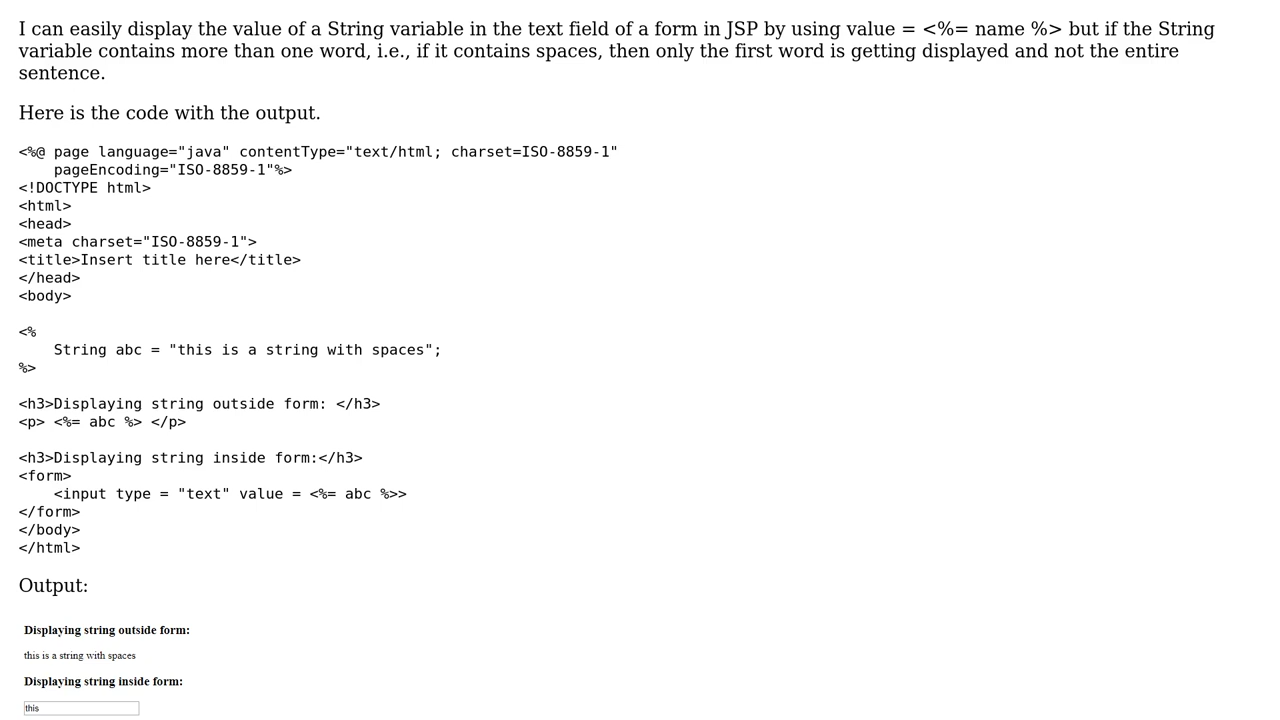 I can easily display the value of a String variable in the text field of a form in JSP by using value = <%= name %> but if the String
variable contains more than one word, i.e., if it contains spaces, then only the first word is getting displayed and not the entire
sentence.
Here is the code with the output.
<%@ page language="java" contentType="text/html; charset=ISO-8859-1"
    pageEncoding="ISO-8859-1"%>
<!DOCTYPE html>
<html>
<head>
<meta charset="ISO-8859-1">
<title>Insert title here</title>
</head>
<body>
<%
    String abc = "this is a string with spaces";
%>
<h3>Displaying string outside form: </h3>
<p> <%= abc %> </p>
<h3>Displaying string inside form:</h3>
<form>
    <input type = "text" value = <%= abc %>>
</form>
</body>
</html>
Output:
Displaying string outside form:
this is a string with spaces
Displaying string inside form:
this